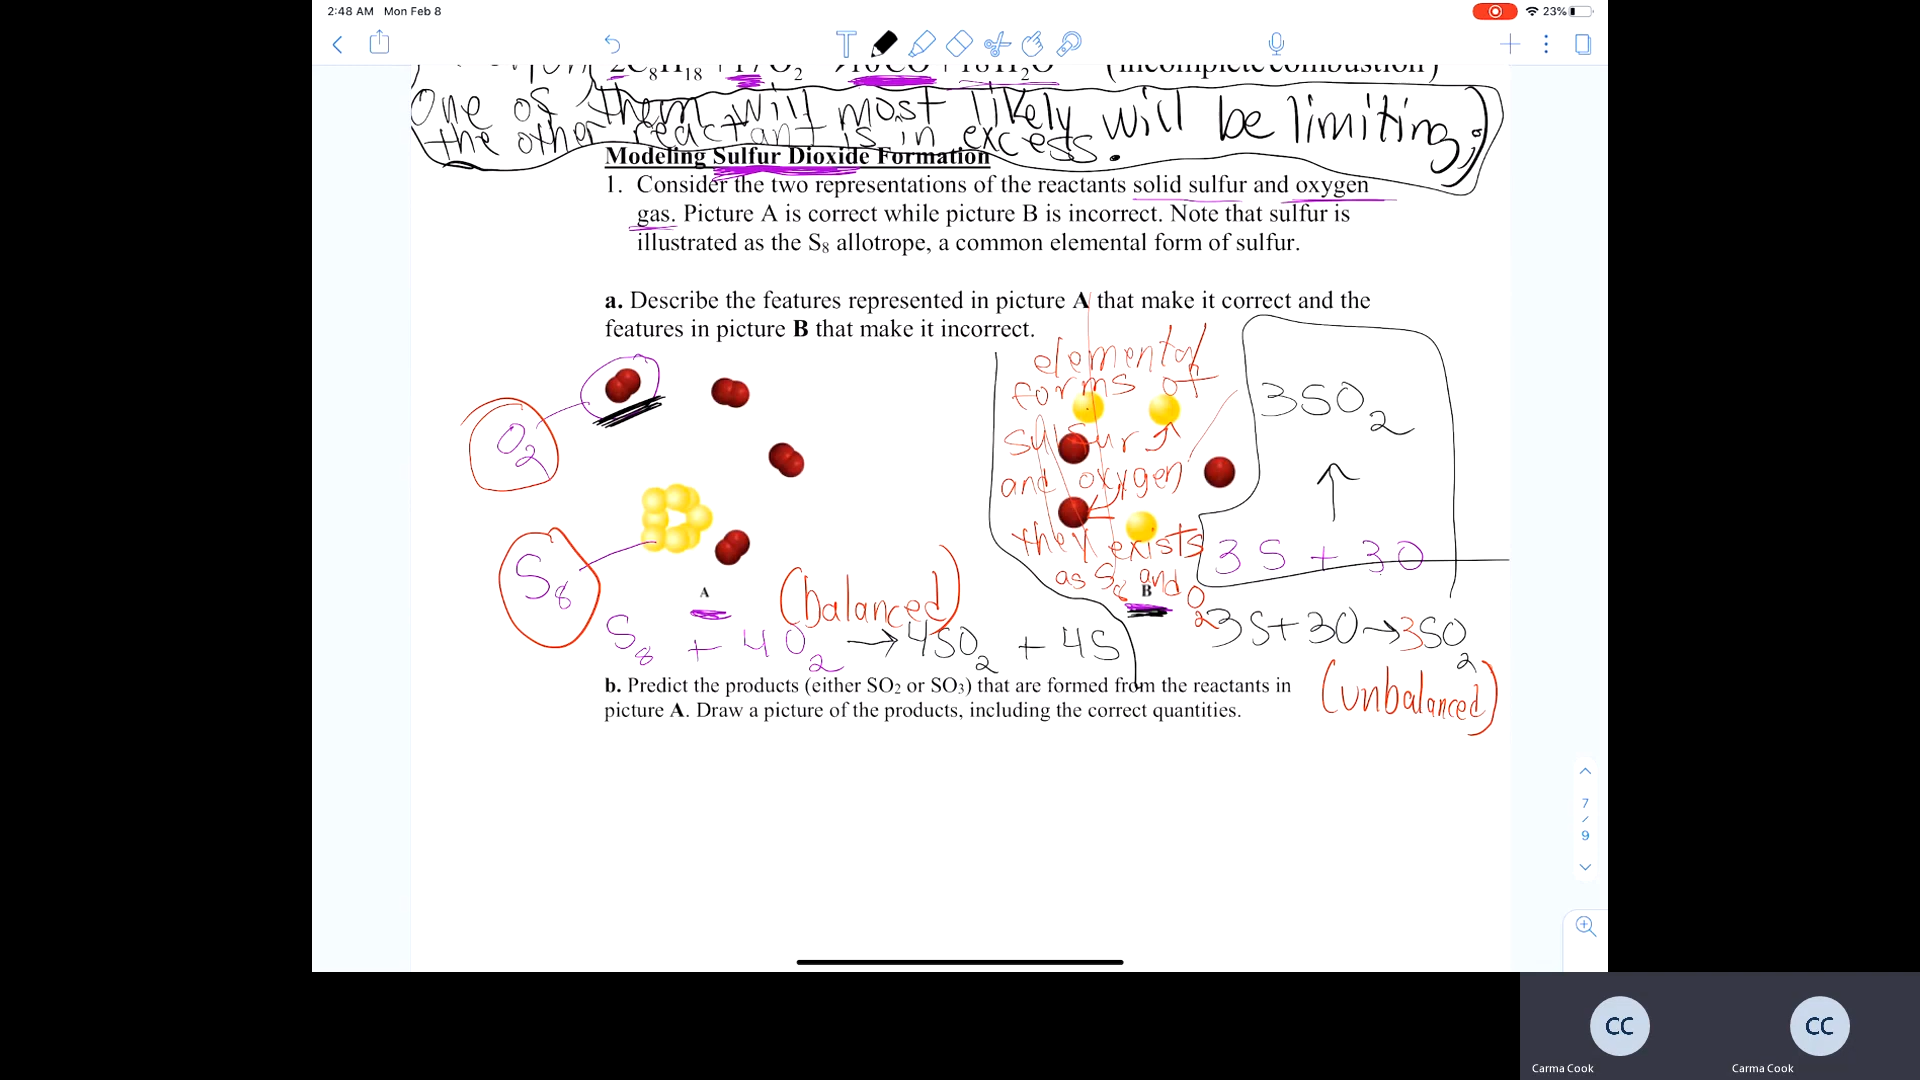 2:48 AM Mon Feb 8
23%
2C8H18 + 17O2 → 16CO + 18H2O (incomplete combustion)
One of them will most likely will be limiting;
the other reactant is in excess.
Modeling Sulfur Dioxide Formation
1. Consider the two representations of the reactants solid sulfur and oxygen
gas. Picture A is correct while picture B is incorrect. Note that sulfur is
illustrated as the S₈ allotrope, a common elemental form of sulfur.
a. Describe the features represented in picture A that make it correct and the
features in picture B that make it incorrect.
elemental
forms of
sulfur
and oxygen
they exists
as S₈ and O₂
O₂
S₈
3SO₂
↑
3S + 3O
A
B
(balanced)
S₈ + 4O₂ → 4SO₂ + 4S
3S + 3O → 3SO₂
(unbalanced)
b. Predict the products (either SO₂ or SO₃) that are formed from the reactants in
picture A. Draw a picture of the products, including the correct quantities.
7
/
9
CC
CC
Carma Cook
Carma Cook